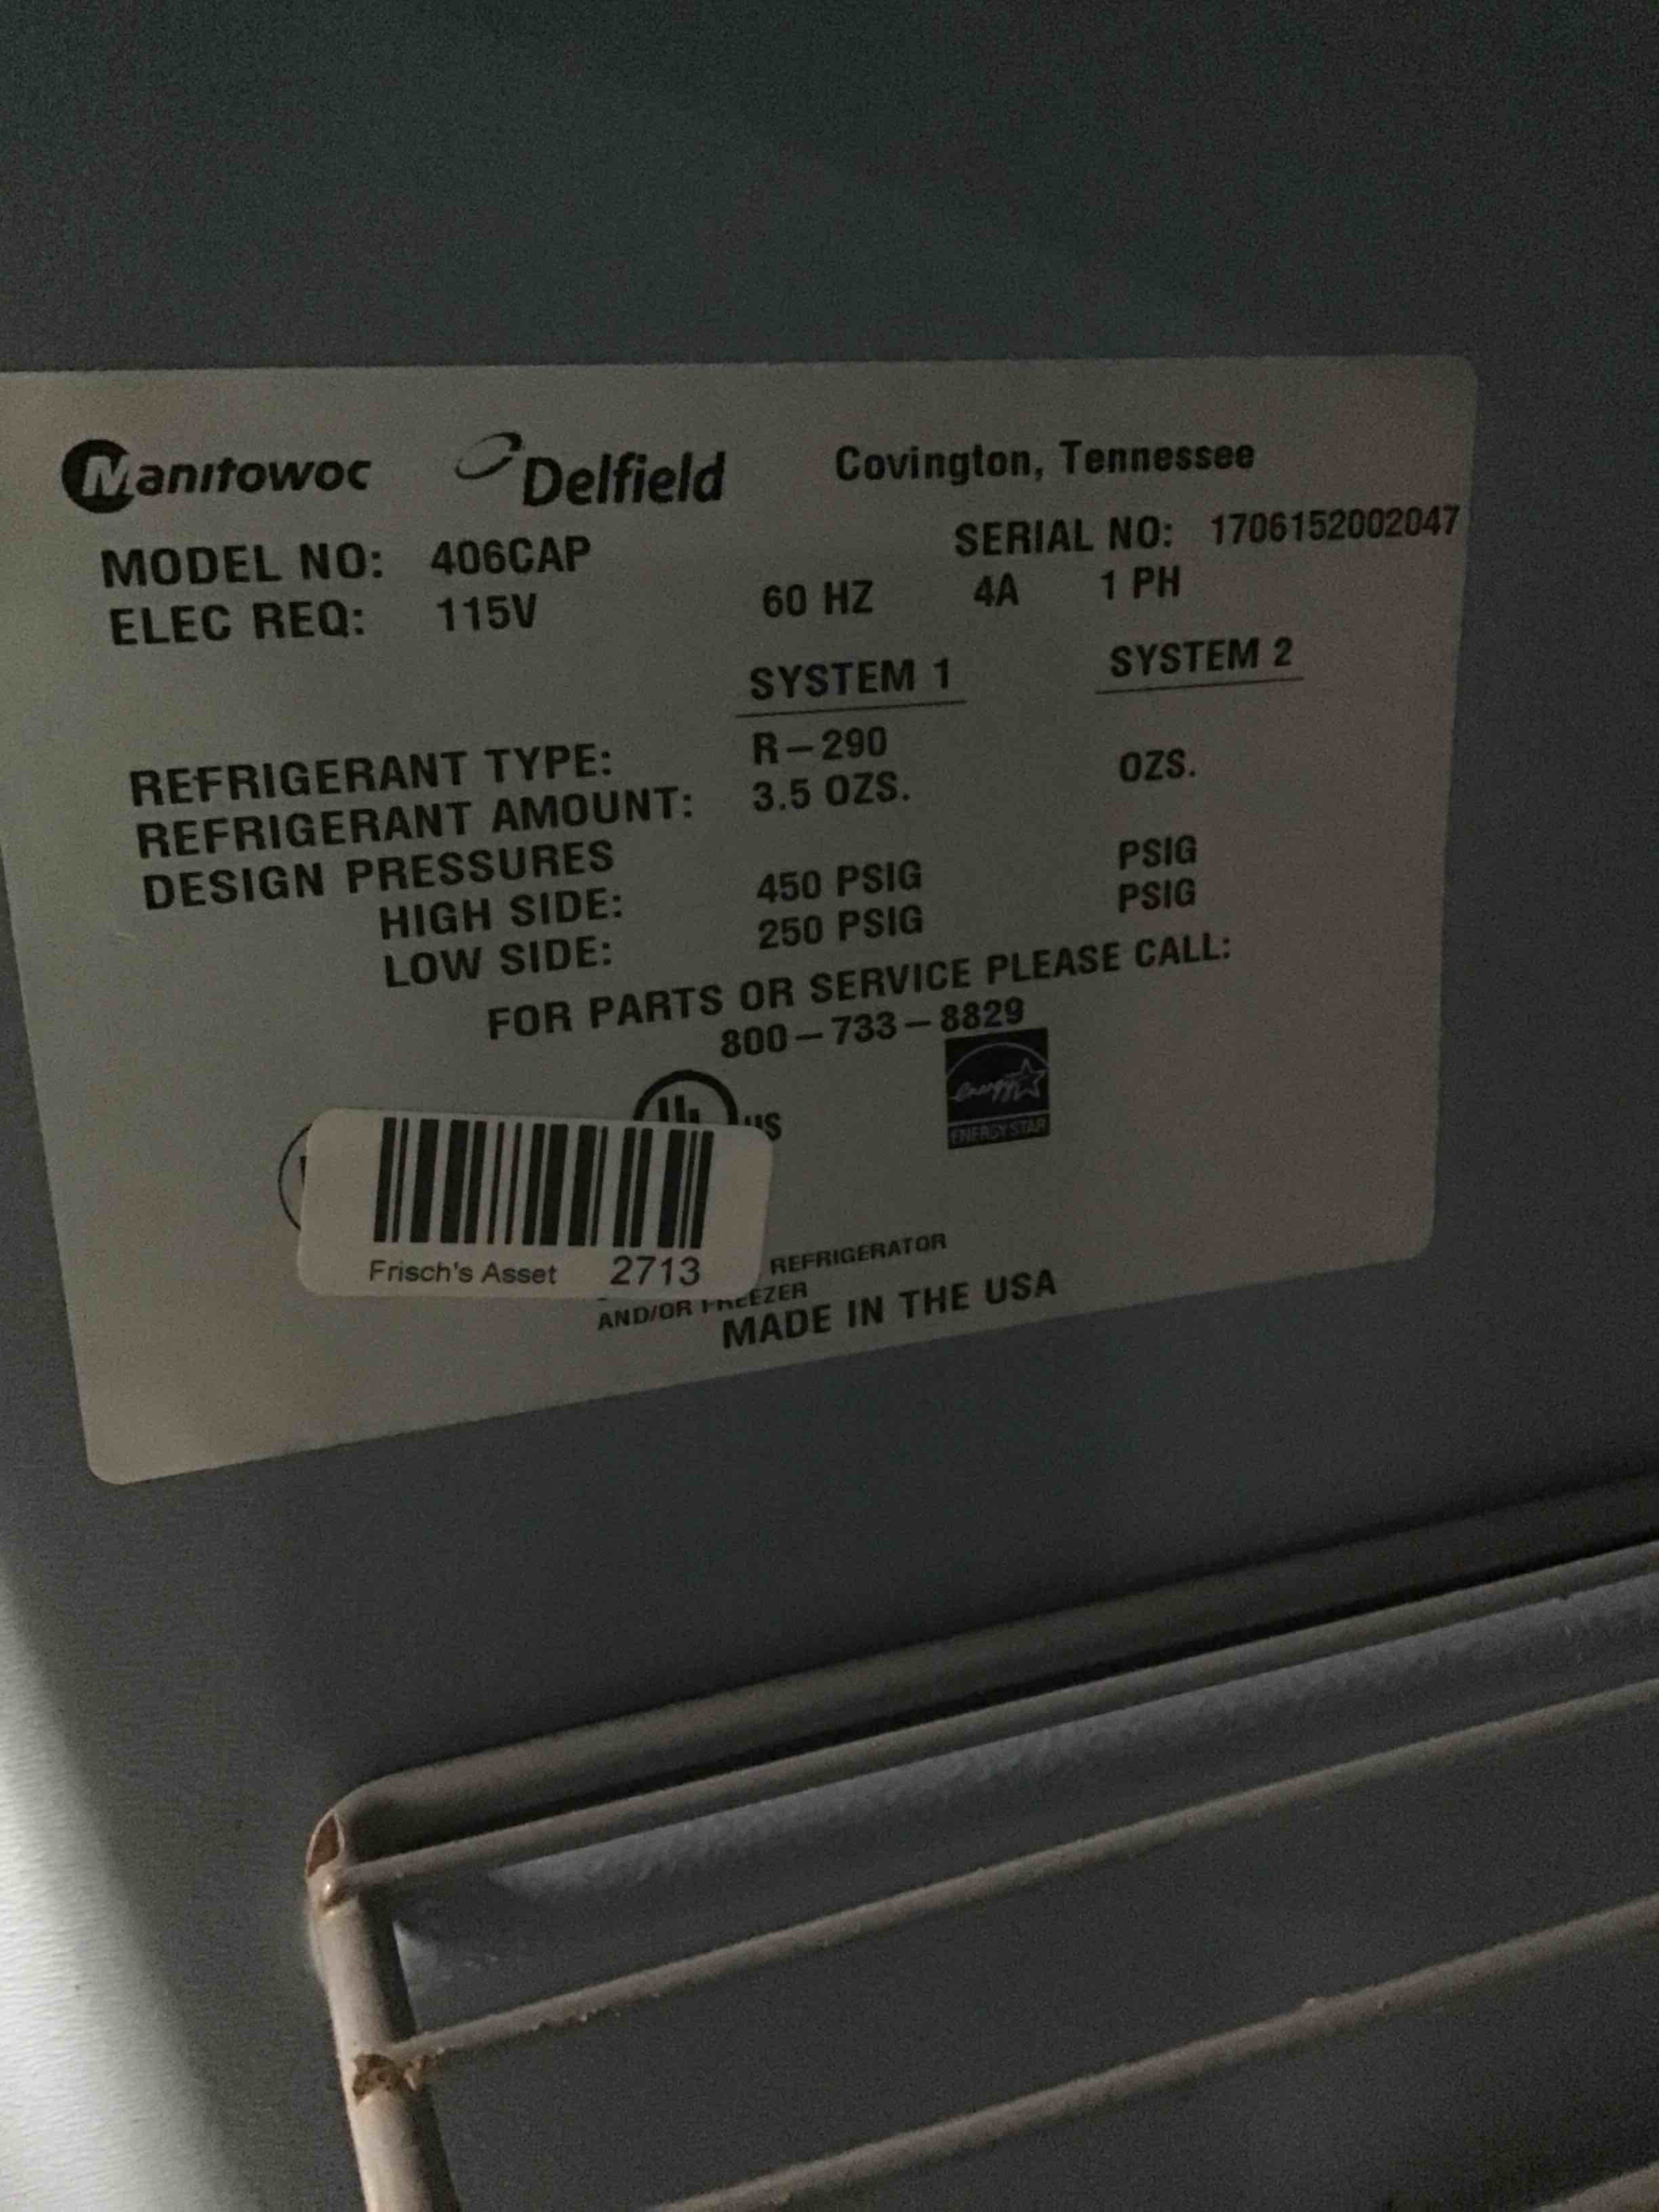 Manitowoc Delfield Covington, Tennessee
MODEL NO: 406CAP SERIAL NO: 1706152002047
ELEC REQ: 115V 60 HZ 4A 1 PH
SYSTEM 1 SYSTEM 2
REFRIGERANT TYPE: R-290
REFRIGERANT AMOUNT: 3.5 OZS. OZS.
DESIGN PRESSURES
HIGH SIDE: 450 PSIG PSIG
LOW SIDE: 250 PSIG PSIG
FOR PARTS OR SERVICE PLEASE CALL:
800-733-8829
UL US
energy
ENERGY STAR
Frisch's Asset 2713
REFRIGERATOR
AND/OR FREEZER
MADE IN THE USA